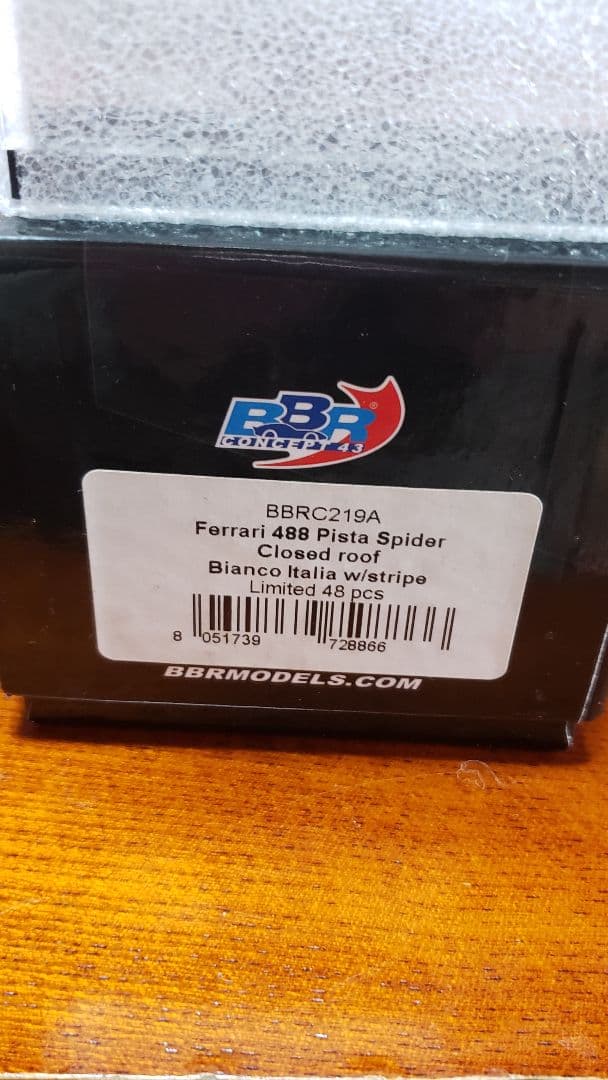 BBR®
CONCEPT 43
BBRC219A
Ferrari 488 Pista Spider
Closed roof
Bianco Italia w/stripe
Limited 48 pcs
8 051739 728866
BBRMODELS.COM